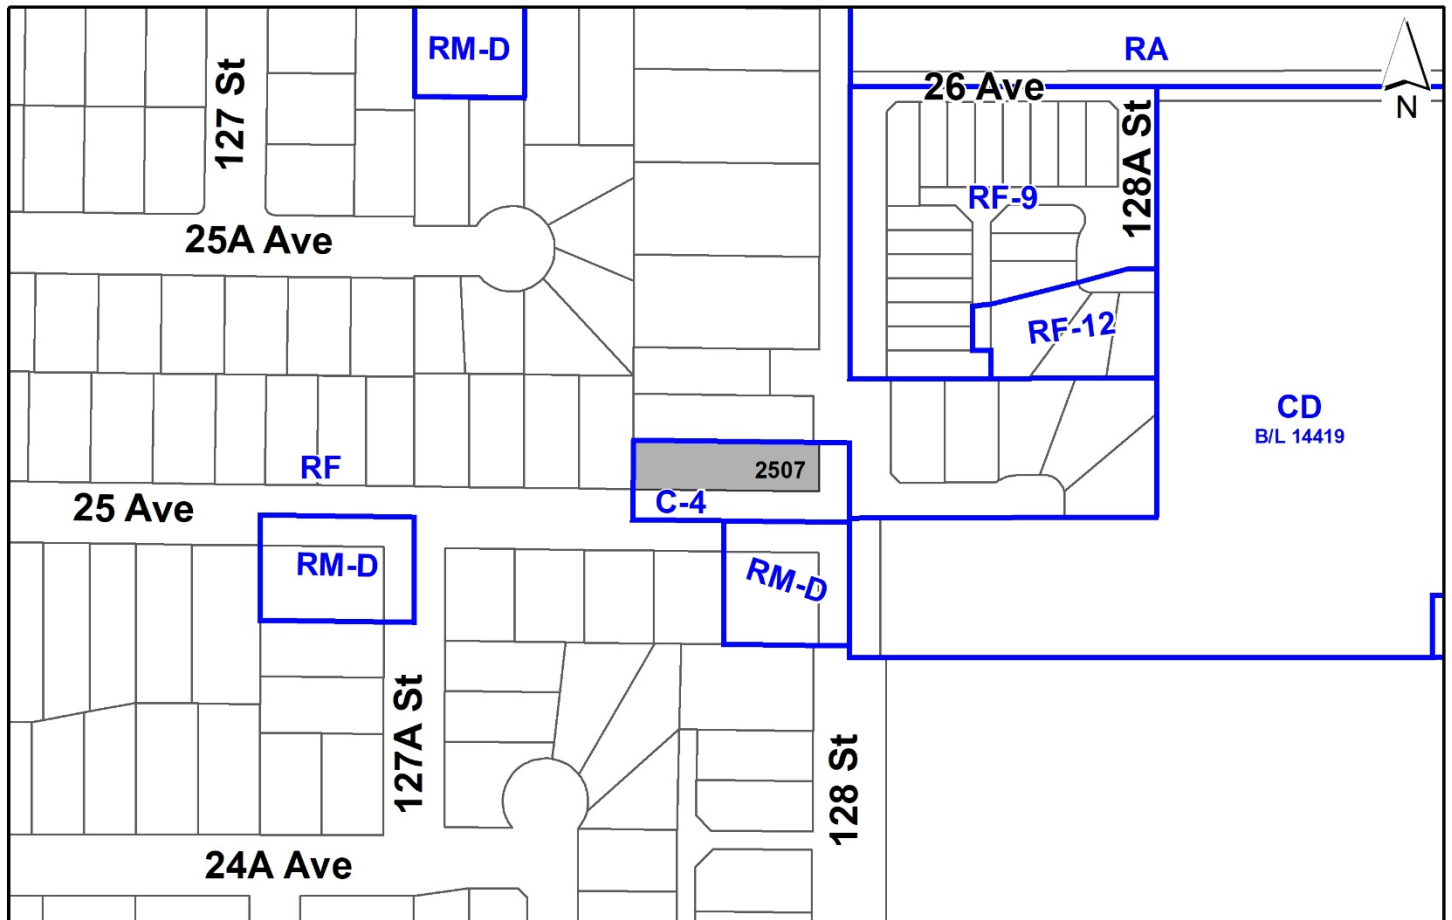 RM-D
RA
26 Ave
N
127 St
128A St
RF-9
25A Ave
RF-12
CD
B/L 14419
RF
2507
C-4
25 Ave
RM-D
RM-D
127A St
128 St
24A Ave